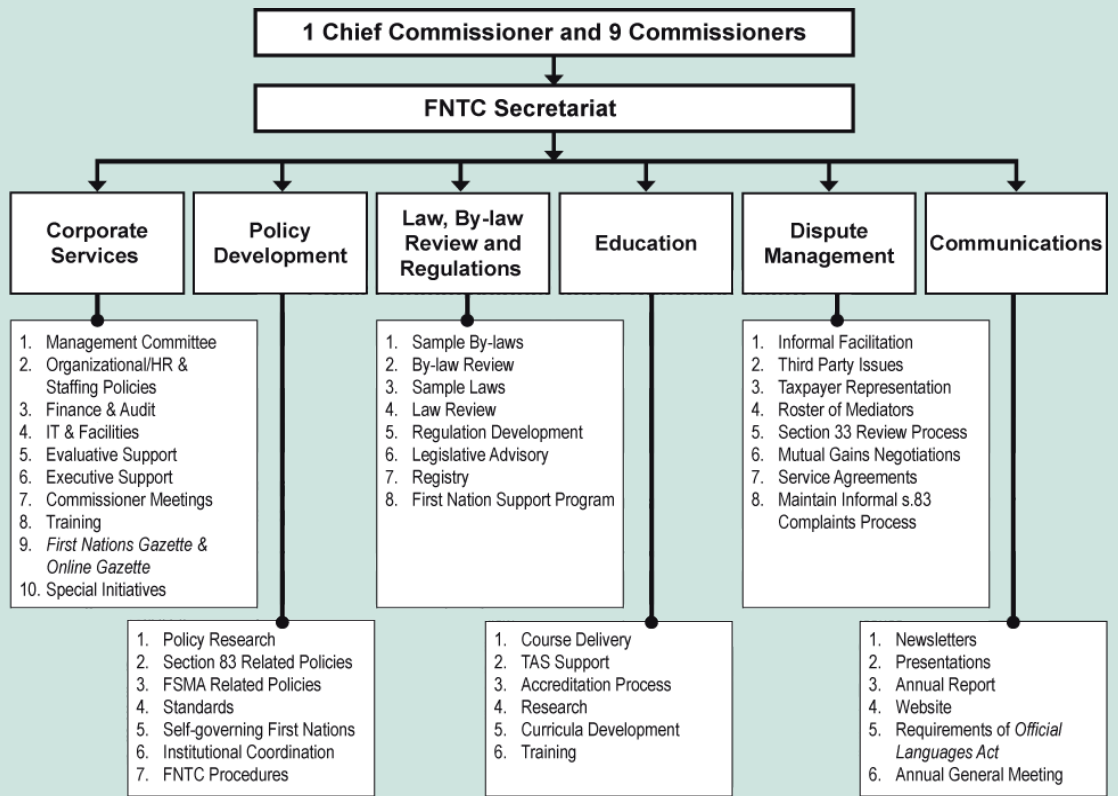 1 Chief Commissioner and 9 Commissioners
FNTC Secretariat
Corporate
Services
Policy
Development
Law, By-law
Review and
Regulations
Education
Dispute
Management
Communications
1. Management Committee
2. Organizational/HR &
Staffing Policies
3. Finance & Audit
4. IT & Facilities
5. Evaluative Support
6. Executive Support
7. Commissioner Meetings
8. Training
9. First Nations Gazette &
Online Gazette
10. Special Initiatives
1. Sample By-laws
2. By-law Review
3. Sample Laws
4. Law Review
5. Regulation Development
6. Legislative Advisory
7. Registry
8. First Nation Support Program
1. Informal Facilitation
2. Third Party Issues
3. Taxpayer Representation
4. Roster of Mediators
5. Section 33 Review Process
6. Mutual Gains Negotiations
7. Service Agreements
8. Maintain Informal s.83
Complaints Process
1. Policy Research
2. Section 83 Related Policies
3. FSMA Related Policies
4. Standards
5. Self-governing First Nations
6. Institutional Coordination
7. FNTC Procedures
1. Course Delivery
2. TAS Support
3. Accreditation Process
4. Research
5. Curricula Development
6. Training
1. Newsletters
2. Presentations
3. Annual Report
4. Website
5. Requirements of Official
Languages Act
6. Annual General Meeting